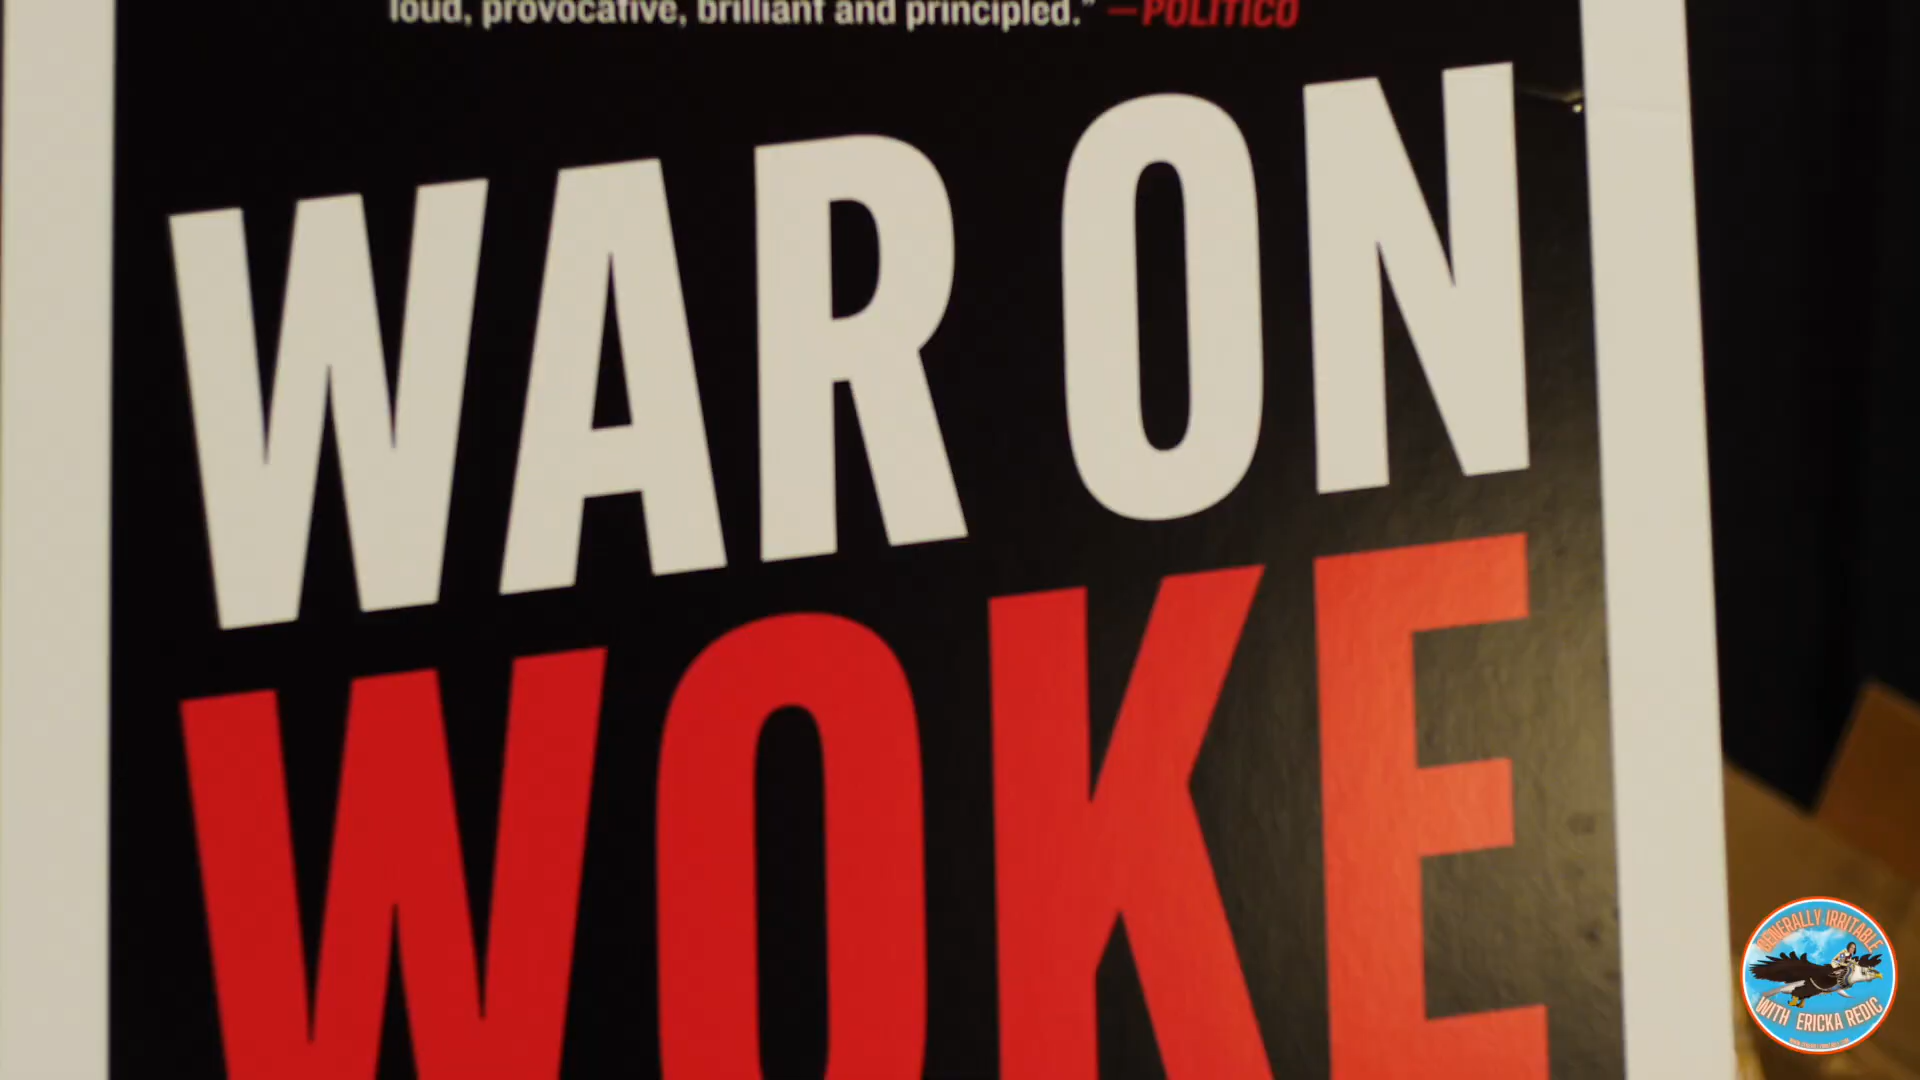 loud, provocative, brilliant and principled." —POLITICO
WAR ON
WOKE
GENERALLY IRRITABLE
WITH ERICKA REDIC